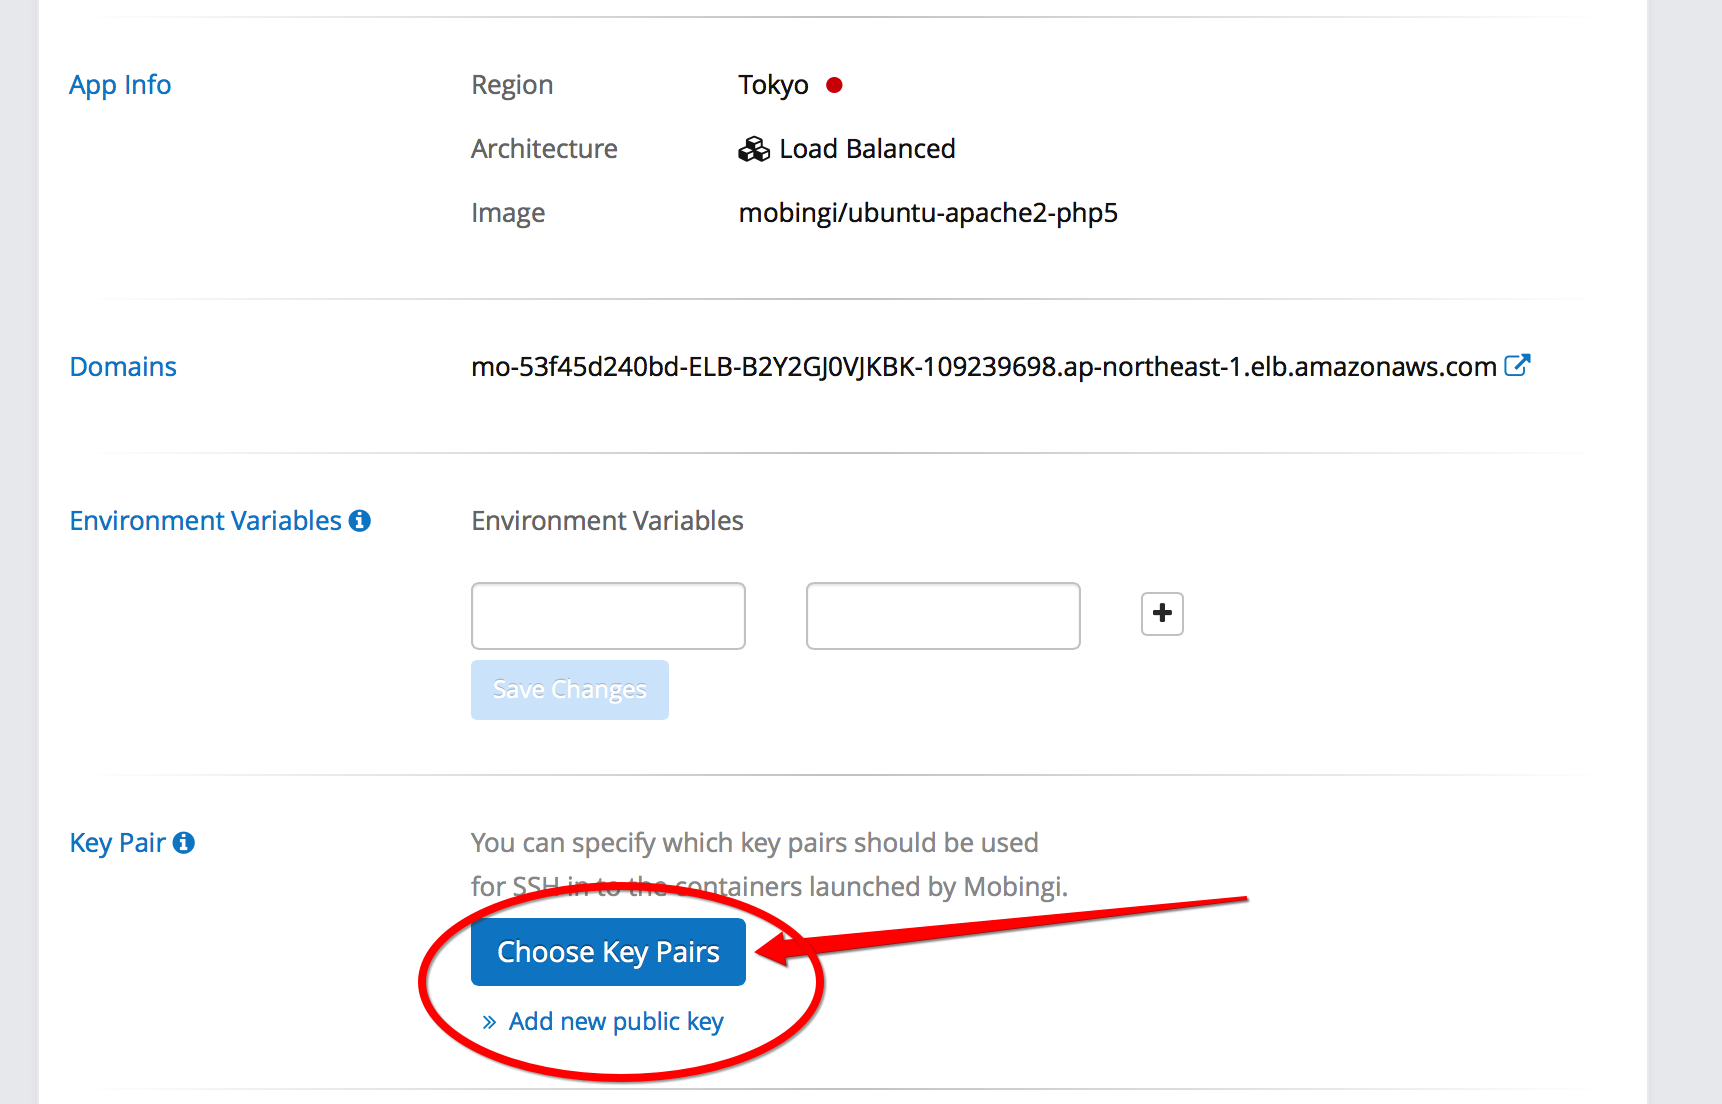 App Info
Region
Tokyo
Architecture
Load Balanced
Image
mobingi/ubuntu-apache2-php5
Domains
mo-53f45d240bd-ELB-B2Y2GJ0VJKBK-109239698.ap-northeast-1.elb.amazonaws.com
Environment Variables
Environment Variables
Save Changes
Key Pair
You can specify which key pairs should be used
for SSH in to the containers launched by Mobingi.
Choose Key Pairs
» Add new public key